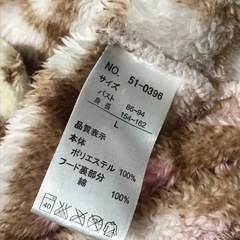 NO. 51-0396
サイズ
バスト 86-94
身長 154-162
L
品質表示
本体
ポリエステル 100%
フード裏部分
綿 100%
40